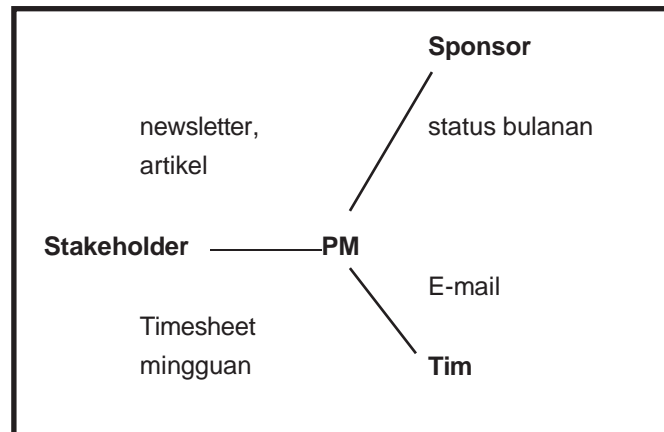 Sponsor
newsletter,
artikel
status bulanan
Stakeholder
PM
E-mail
Timesheet
mingguan
Tim